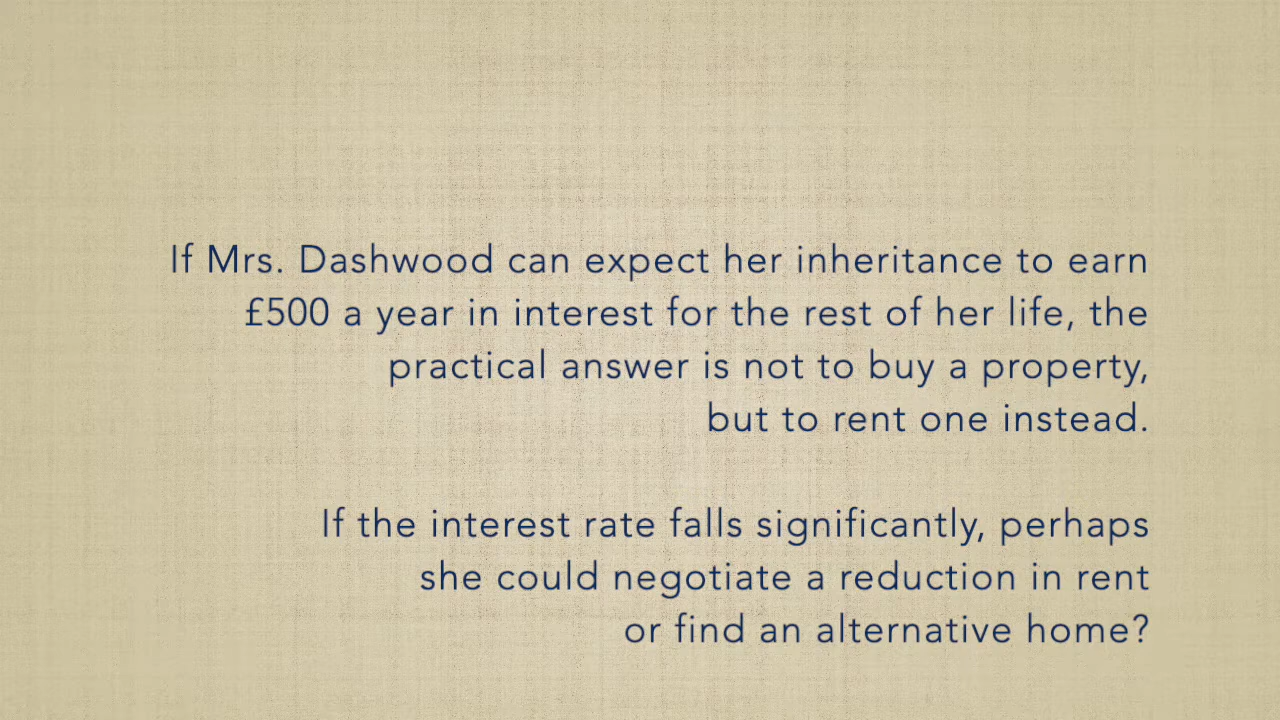 If Mrs. Dashwood can expect her inheritance to earn
£500 a year in interest for the rest of her life, the
practical answer is not to buy a property,
but to rent one instead.
If the interest rate falls significantly, perhaps
she could negotiate a reduction in rent
or find an alternative home?